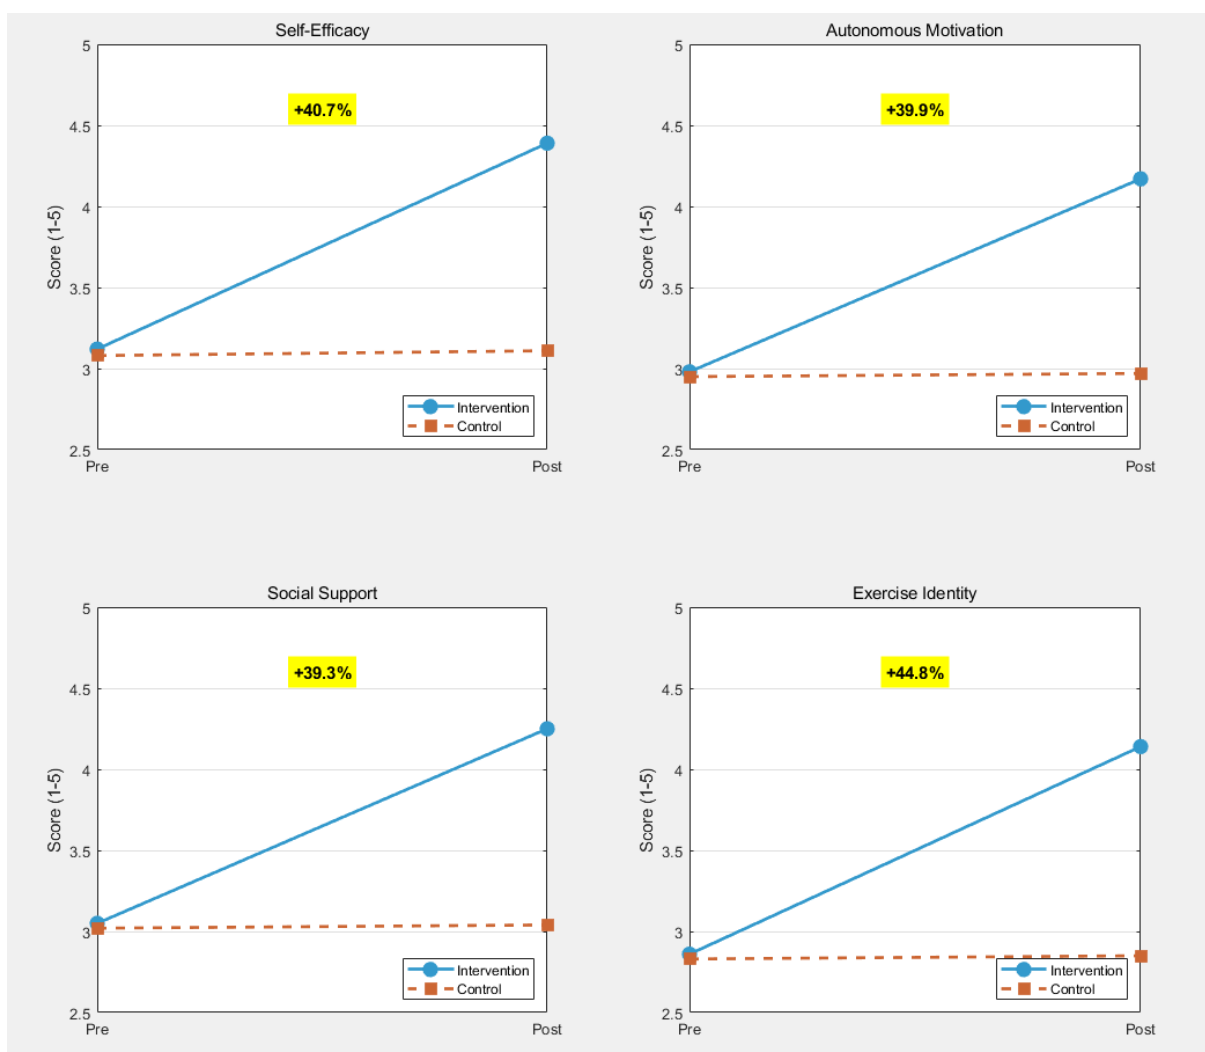 Self-Efficacy
+40.7%
Score (1-5)
5
4.5
4
3.5
3
2.5
Pre
Post
Intervention
Control
Autonomous Motivation
+39.9%
Score (1-5)
5
4.5
4
3.5
3
2.5
Pre
Post
Intervention
Control
Social Support
+39.3%
Score (1-5)
5
4.5
4
3.5
3
2.5
Pre
Post
Intervention
Control
Exercise Identity
+44.8%
Score (1-5)
5
4.5
4
3.5
3
2.5
Pre
Post
Intervention
Control